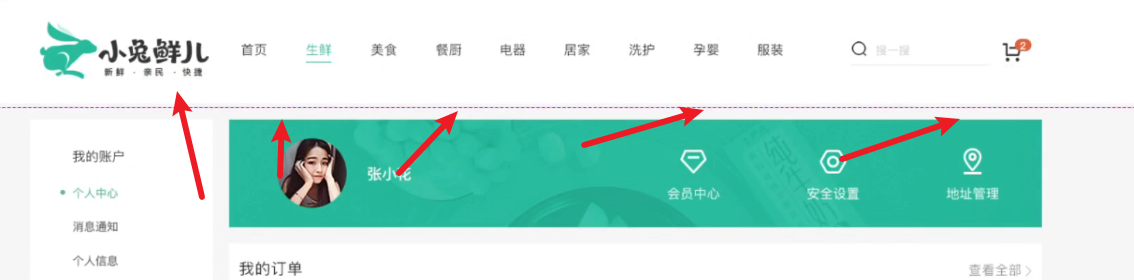 小兔鲜儿
新鲜·亲民·快捷
首页 生鲜 美食 餐厨 电器 居家 洗护 孕婴 服装 搜一搜 2
我的账户
个人中心
消息通知
个人信息
张小花
会员中心 安全设置 地址管理
我的订单 查看全部